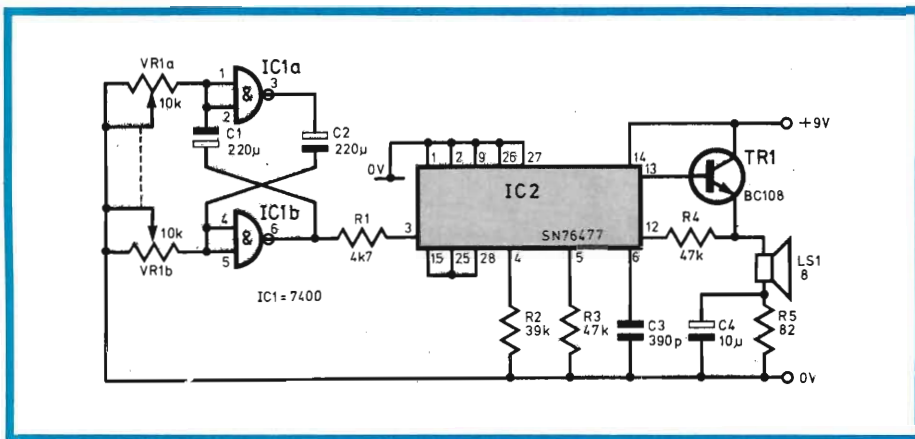 VR1a
10k
IC1a
1
2
3
&
C1
220µ
C2
220µ
10k
VR1b
IC1b
4
5
6
&
R1
4k7
IC1 = 7400
0V
1 2 9 26 27
14
13
IC2
SN76477
3
12
15 25 28 4 5 6
R2
39k
R3
47k
C3
390p
R4
47k
TR1
BC108
+9V
LS1
8
C4
10µ
R5
82
0V